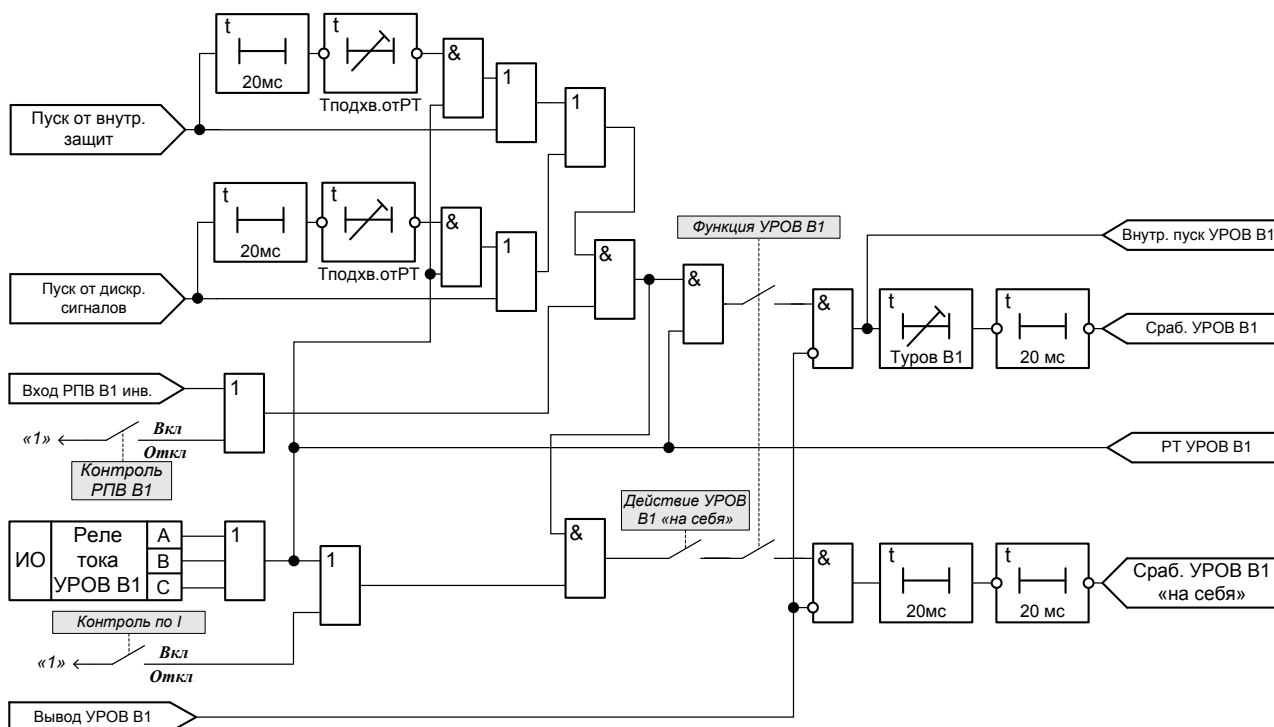 t
t
&
20мс
Тподхв.отРТ
1
1
Пуск от внутр.
защит
t
t
&
20мс
Тподхв.отРТ
1
Пуск от дискр.
сигналов
Функция УРОВ В1
&
&
&
Внутр. пуск УРОВ В1
t
t
Туров В1
20 мс
Сраб. УРОВ В1
Вход РПВ В1 инв.
1
«1»
Вкл
Откл
Контроль
РПВ В1
РТ УРОВ В1
ИО
Реле
тока
УРОВ В1
А
В
С
1
1
&
Действие УРОВ
В1 «на себя»
&
t
t
20мс
20 мс
Сраб. УРОВ В1
«на себя»
Контроль по I
«1»
Вкл
Откл
Вывод УРОВ В1